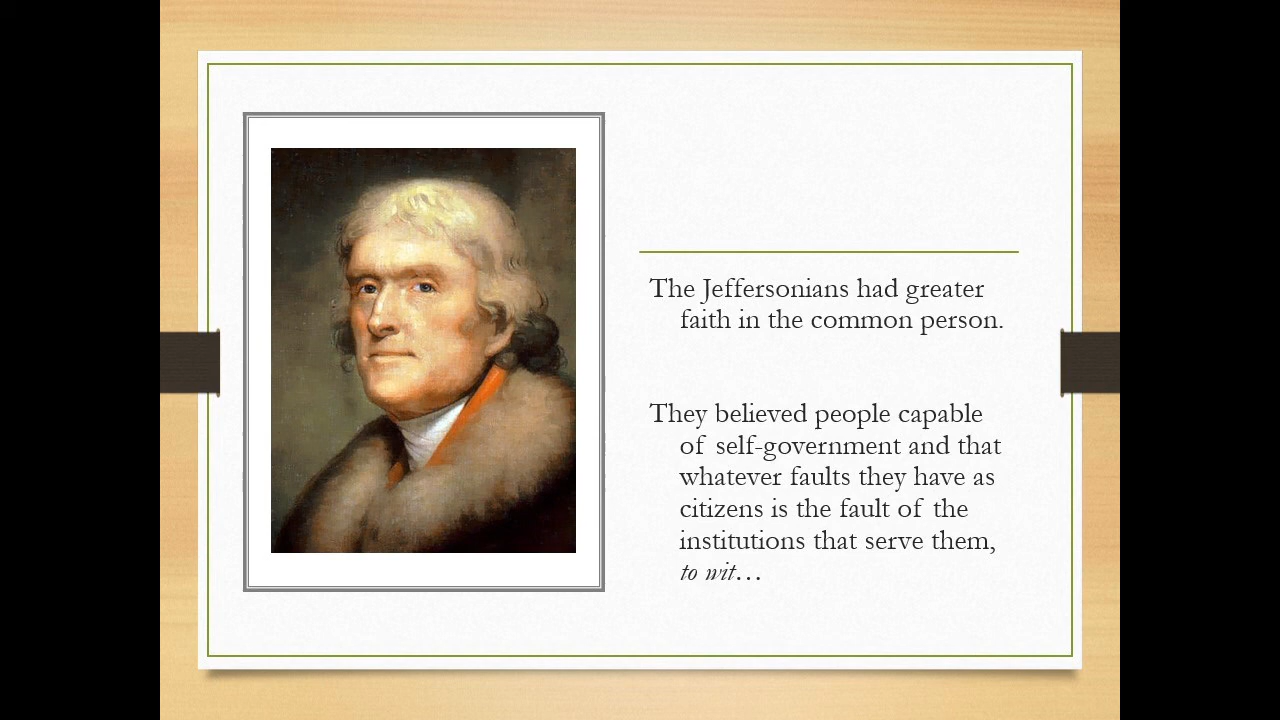 The Jeffersonians had greater
faith in the common person.
They believed people capable
of self-government and that
whatever faults they have as
citizens is the fault of the
institutions that serve them,
to wit…